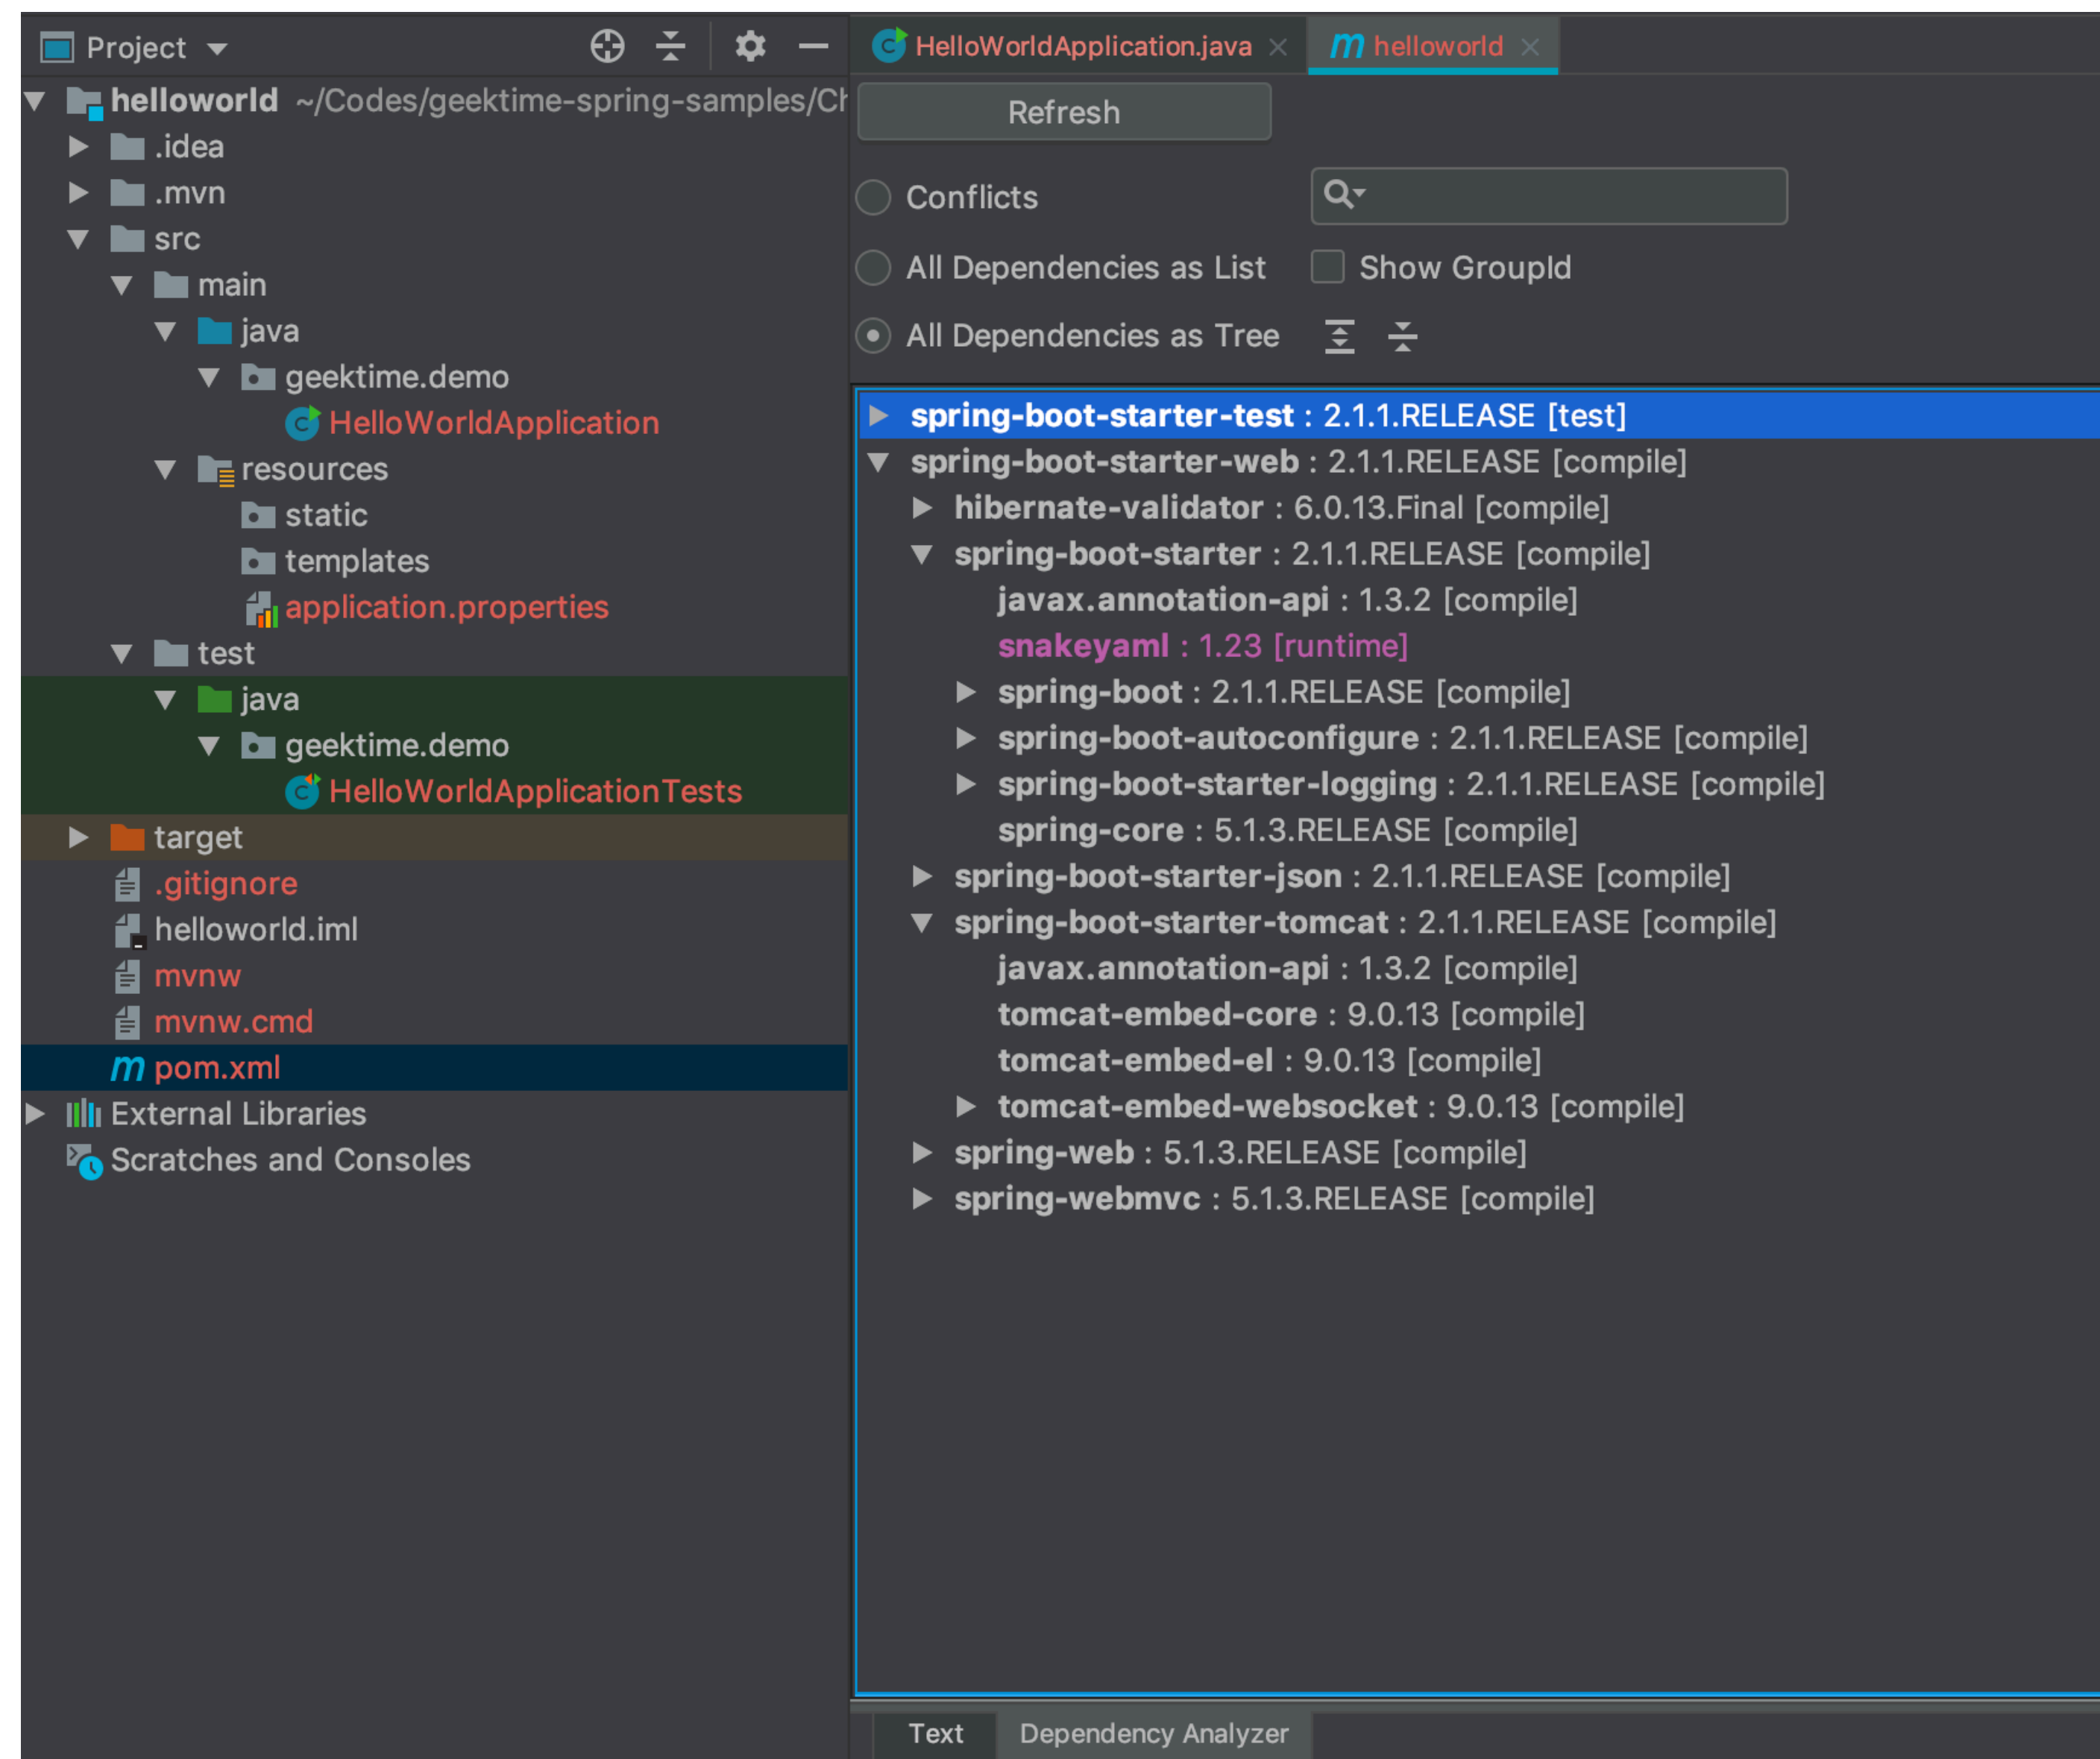 Project
helloworld ~/Codes/geektime-spring-samples/Ch
.idea
.mvn
src
main
java
geektime.demo
HelloWorldApplication
resources
static
templates
application.properties
test
java
geektime.demo
HelloWorldApplicationTests
target
.gitignore
helloworld.iml
mvnw
mvnw.cmd
pom.xml
External Libraries
Scratches and Consoles
HelloWorldApplication.java
helloworld
Refresh
Conflicts
All Dependencies as List Show GroupId
All Dependencies as Tree
spring-boot-starter-test : 2.1.1.RELEASE [test]
spring-boot-starter-web : 2.1.1.RELEASE [compile]
hibernate-validator : 6.0.13.Final [compile]
spring-boot-starter : 2.1.1.RELEASE [compile]
javax.annotation-api : 1.3.2 [compile]
snakeyaml : 1.23 [runtime]
spring-boot : 2.1.1.RELEASE [compile]
spring-boot-autoconfigure : 2.1.1.RELEASE [compile]
spring-boot-starter-logging : 2.1.1.RELEASE [compile]
spring-core : 5.1.3.RELEASE [compile]
spring-boot-starter-json : 2.1.1.RELEASE [compile]
spring-boot-starter-tomcat : 2.1.1.RELEASE [compile]
javax.annotation-api : 1.3.2 [compile]
tomcat-embed-core : 9.0.13 [compile]
tomcat-embed-el : 9.0.13 [compile]
tomcat-embed-websocket : 9.0.13 [compile]
spring-web : 5.1.3.RELEASE [compile]
spring-webmvc : 5.1.3.RELEASE [compile]
Text Dependency Analyzer